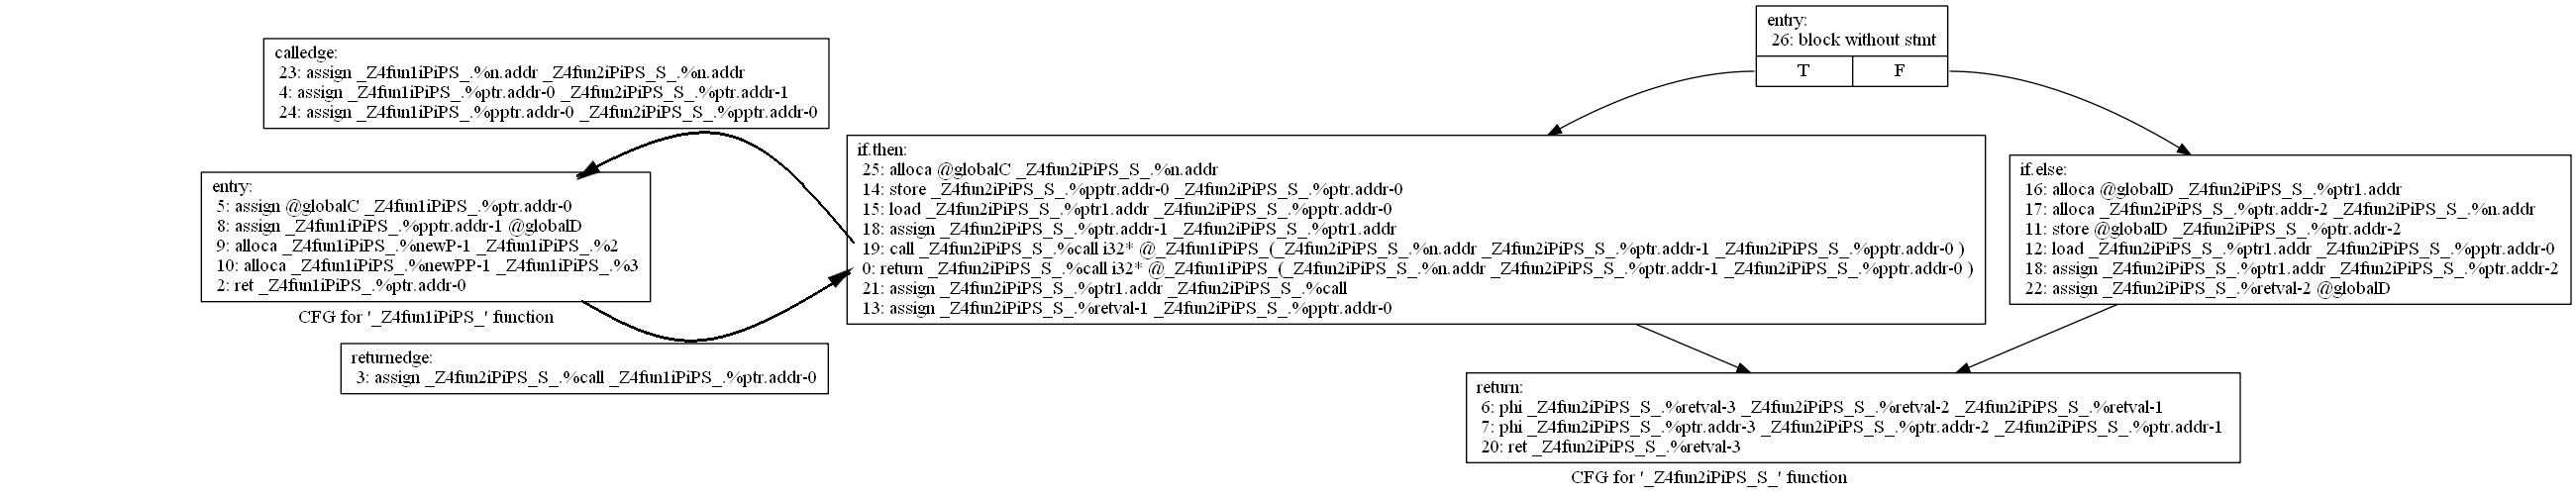 entry:
26: block without stmt
T F
calledge:
23: assign _Z4fun1iPiPS_.%n.addr _Z4fun2iPiPS_S_.%n.addr
4: assign _Z4fun1iPiPS_.%ptr.addr-0 _Z4fun2iPiPS_S_.%ptr.addr-1
24: assign _Z4fun1iPiPS_.%pptr.addr-0 _Z4fun2iPiPS_S_.%pptr.addr-0
entry:
5: assign @globalC _Z4fun1iPiPS_.%ptr.addr-0
8: assign _Z4fun1iPiPS_.%pptr.addr-1 @globalD
9: alloca _Z4fun1iPiPS_.%newP-1 _Z4fun1iPiPS_.%2
10: alloca _Z4fun1iPiPS_.%newPP-1 _Z4fun1iPiPS_.%3
2: ret _Z4fun1iPiPS_.%ptr.addr-0
CFG for '_Z4fun1iPiPS_' function
returnedge:
3: assign _Z4fun2iPiPS_S_.%call _Z4fun1iPiPS_.%ptr.addr-0
if.then:
25: alloca @globalC _Z4fun2iPiPS_S_.%n.addr
14: store _Z4fun2iPiPS_S_.%pptr.addr-0 _Z4fun2iPiPS_S_.%ptr.addr-0
15: load _Z4fun2iPiPS_S_.%ptr1.addr _Z4fun2iPiPS_S_.%pptr.addr-0
18: assign _Z4fun2iPiPS_S_.%ptr.addr-1 _Z4fun2iPiPS_S_.%ptr1.addr
19: call _Z4fun2iPiPS_S_.%call i32* @_Z4fun1iPiPS_(_Z4fun2iPiPS_S_.%n.addr _Z4fun2iPiPS_S_.%ptr.addr-1 _Z4fun2iPiPS_S_.%pptr.addr-0 )
0: return _Z4fun2iPiPS_S_.%call i32* @_Z4fun1iPiPS_(_Z4fun2iPiPS_S_.%n.addr _Z4fun2iPiPS_S_.%ptr.addr-1 _Z4fun2iPiPS_S_.%pptr.addr-0 )
21: assign _Z4fun2iPiPS_S_.%ptr1.addr _Z4fun2iPiPS_S_.%call
13: assign _Z4fun2iPiPS_S_.%retval-1 _Z4fun2iPiPS_S_.%pptr.addr-0
if.else:
16: alloca @globalD _Z4fun2iPiPS_S_.%ptr1.addr
17: alloca _Z4fun2iPiPS_S_.%ptr.addr-2 _Z4fun2iPiPS_S_.%n.addr
11: store @globalD _Z4fun2iPiPS_S_.%ptr.addr-2
12: load _Z4fun2iPiPS_S_.%ptr1.addr _Z4fun2iPiPS_S_.%pptr.addr-0
18: assign _Z4fun2iPiPS_S_.%ptr1.addr _Z4fun2iPiPS_S_.%ptr.addr-2
22: assign _Z4fun2iPiPS_S_.%retval-2 @globalD
return:
6: phi _Z4fun2iPiPS_S_.%retval-3 _Z4fun2iPiPS_S_.%retval-2 _Z4fun2iPiPS_S_.%retval-1
7: phi _Z4fun2iPiPS_S_.%ptr.addr-3 _Z4fun2iPiPS_S_.%ptr.addr-2 _Z4fun2iPiPS_S_.%ptr.addr-1
20: ret _Z4fun2iPiPS_S_.%retval-3
CFG for '_Z4fun2iPiPS_S_' function